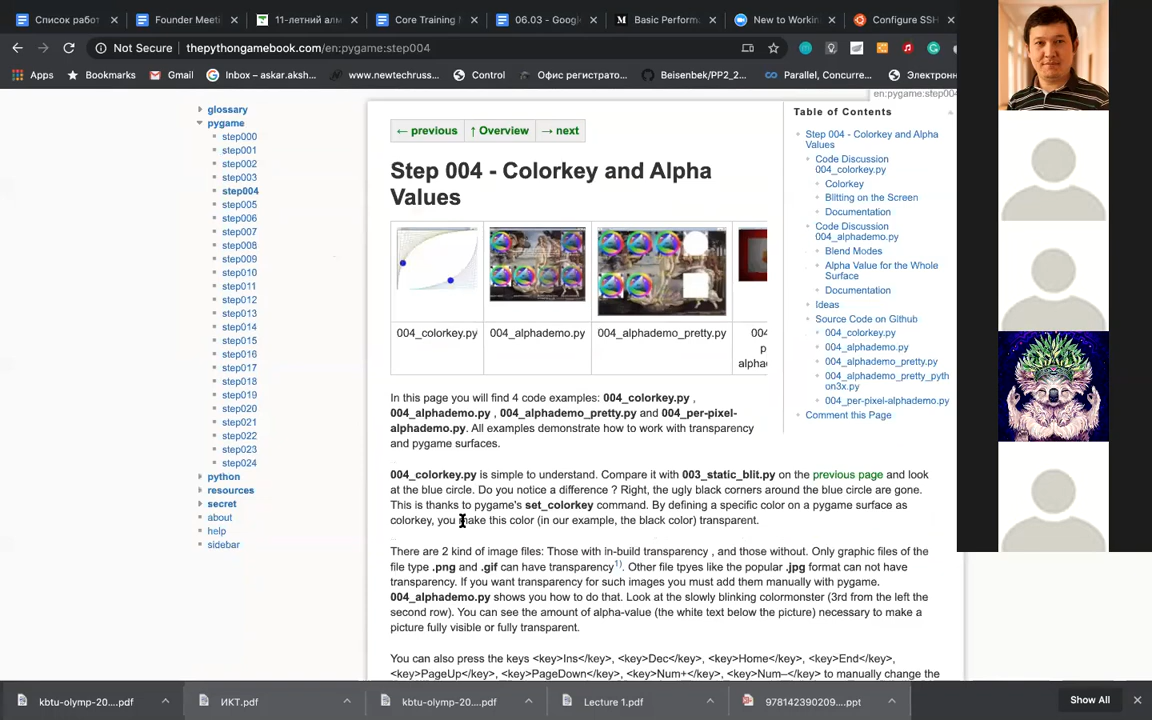 Список работ
Founder Meeti
11-летний алм
Core Training M
06.03 - Google
Basic Perform
New to Workin
Configure SSH
Not Secure
thepythongamebook.com/en:pygame:step004
Apps
Bookmarks
Gmail
Inbox – askar.aksh...
www.newtechruss...
Control
Офис регистрато...
Beisenbek/PP2_2...
Parallel, Concurre...
Электронн
en:pygame:step004
glossary
pygame
step000
step001
step002
step003
step004
step005
step006
step007
step008
step009
step010
step011
step012
step013
step014
step015
step016
step017
step018
step019
step020
step021
step022
step023
step024
python
resources
secret
about
help
sidebar
← previous
↑ Overview
→ next
Step 004 - Colorkey and Alpha
Values
004_colorkey.py
004_alphademo.py
004_alphademo_pretty.py
004
p
alphad
In this page you will find 4 code examples: 004_colorkey.py ,
004_alphademo.py , 004_alphademo_pretty.py and 004_per-pixel-
alphademo.py. All examples demonstrate how to work with transparency
and pygame surfaces.
004_colorkey.py is simple to understand. Compare it with 003_static_blit.py on the previous page and look
at the blue circle. Do you notice a difference ? Right, the ugly black corners around the blue circle are gone.
This is thanks to pygame's set_colorkey command. By defining a specific color on a pygame surface as
colorkey, you make this color (in our example, the black color) transparent.
There are 2 kind of image files: Those with in-build transparency , and those without. Only graphic files of the
file type .png and .gif can have transparency1). Other file tpyes like the popular .jpg format can not have
transparency. If you want transparency for such images you must add them manually with pygame.
004_alphademo.py shows you how to do that. Look at the slowly blinking colormonster (3rd from the left the
second row). You can see the amount of alpha-value (the white text below the picture) necessary to make a
picture fully visible or fully transparent.
You can also press the keys <key>Ins</key>, <key>Dec</key>, <key>Home</key>, <key>End</key>,
<key>PageUp</key>, <key>PageDown</key> <key>Num+</key>, <key>Num–</key> to manually change the
Table of Contents
Step 004 - Colorkey and Alpha
Values
Code Discussion
004_colorkey.py
Colorkey
Blitting on the Screen
Documentation
Code Discussion
004_alphademo.py
Blend Modes
Alpha Value for the Whole
Surface
Documentation
Ideas
Source Code on Github
004_colorkey.py
004_alphademo.py
004_alphademo_pretty.py
004_alphademo_pretty_pyth
on3x.py
004_per-pixel-alphademo.py
Comment this Page
kbtu-olymp-20....pdf
ИКТ.pdf
kbtu-olymp-20....pdf
Lecture 1.pdf
978142390209....ppt
Show All